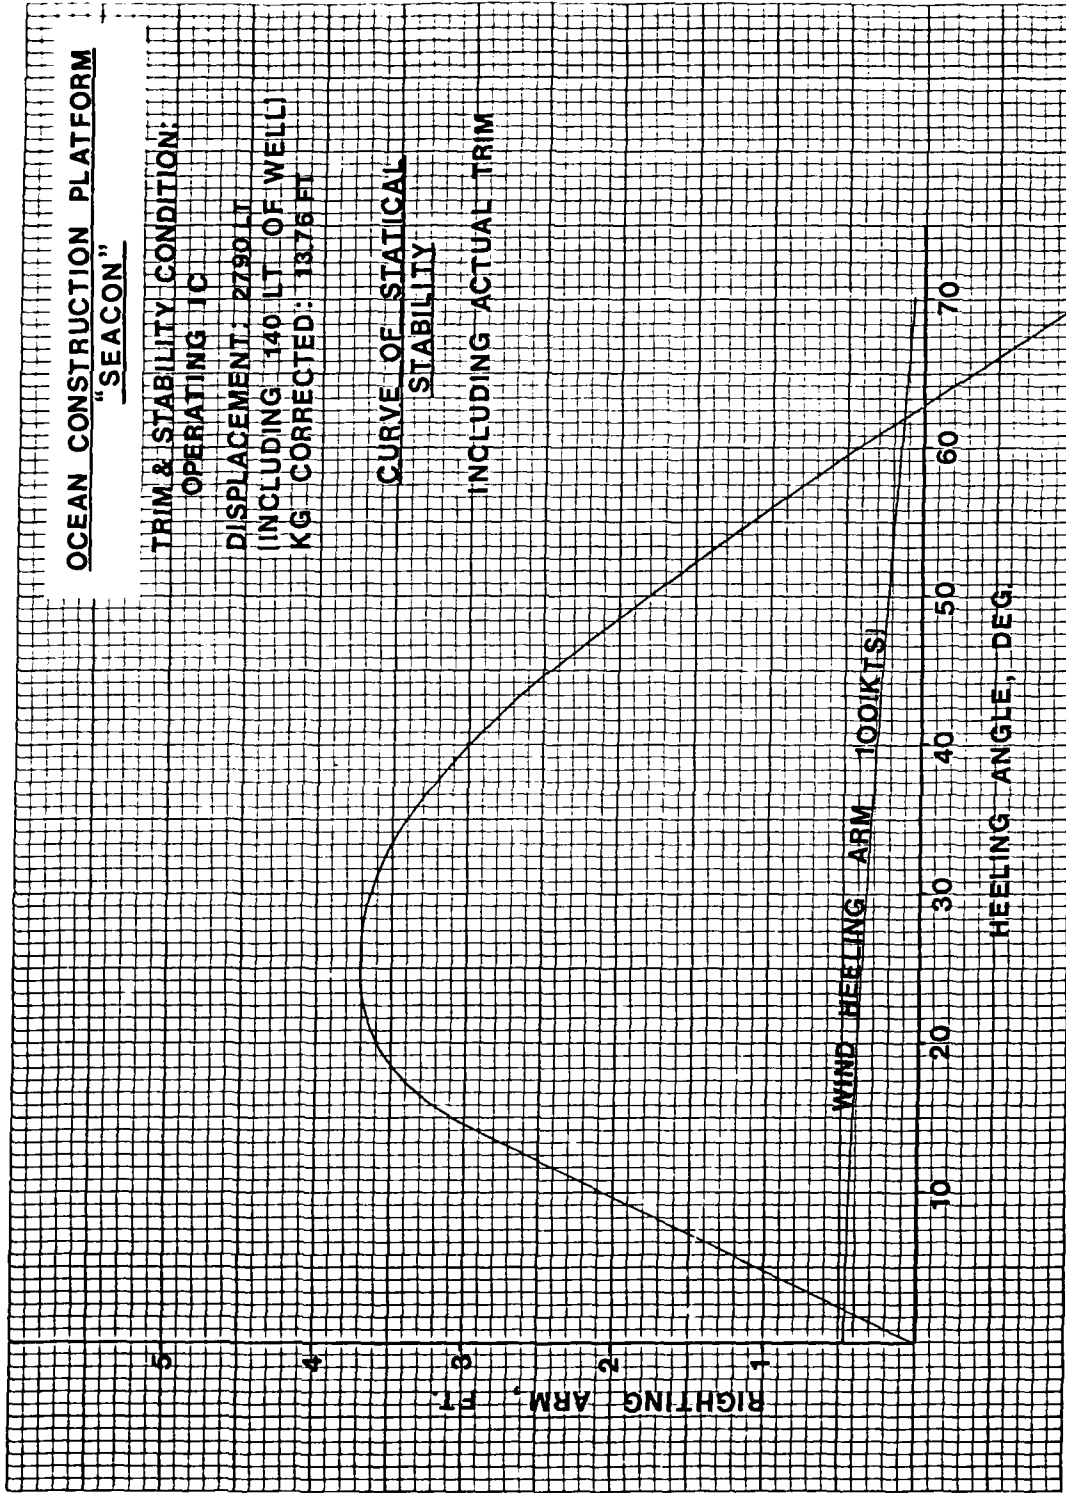 OCEAN CONSTRUCTION PLATFORM
"SEACON"
TRIM & STABILITY CONDITION:
OPERATING IC
DISPLACEMENT: 2790 LT
(INCLUDING 140 LT OF WELL)
KG CORRECTED: 13.76 FT
CURVE OF STATICAL
STABILITY
INCLUDING ACTUAL TRIM
RIGHTING ARM, FT.
5
4
3
2
1
WIND HEELING ARM 100(KTS)
10
20
30
40
50
60
70
HEELING ANGLE, DEG.